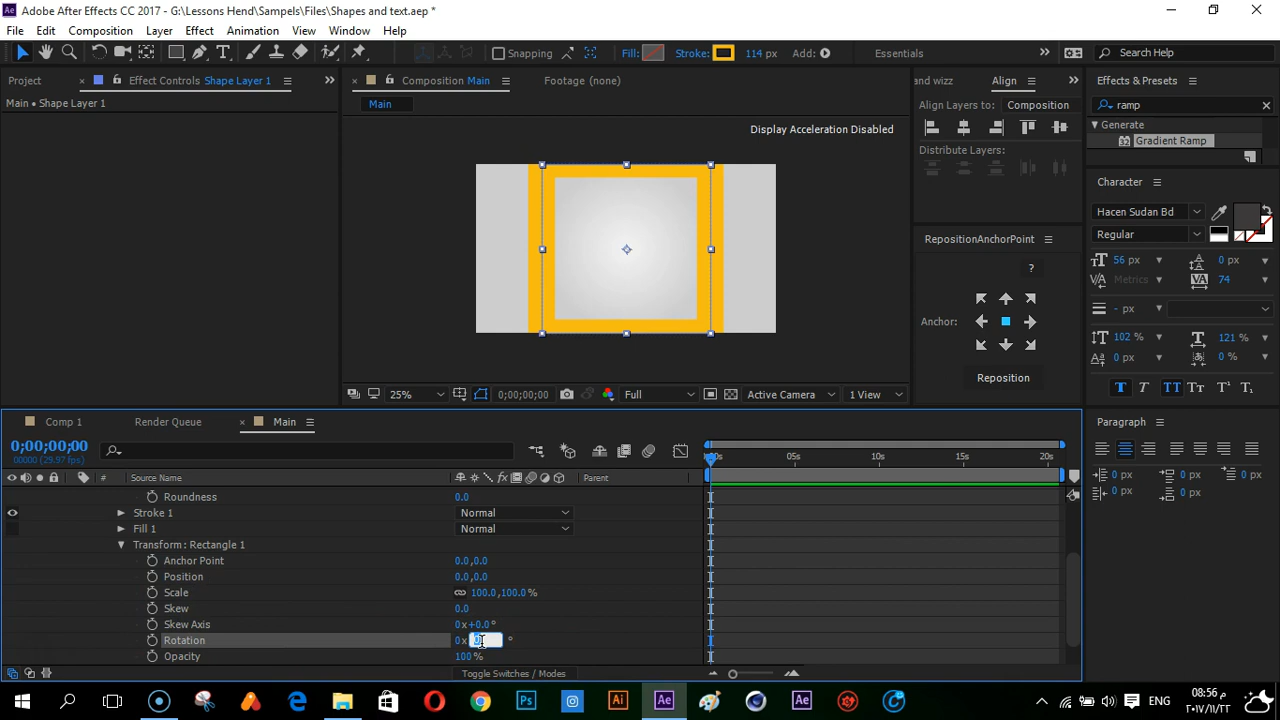 Adobe After Effects CC 2017 - G:\Lessons Hend\Sampels\Files\Shapes and text.aep *
File Edit Composition Layer Effect Animation View Window Help
Snapping Fill: Stroke: 114 px Add: Essentials Search Help
Project Effect Controls Shape Layer 1 Composition Main Footage (none) and wizz Align Effects & Presets
Main • Shape Layer 1 Main Align Layers to: Composition ramp
Generate
Display Acceleration Disabled
Gradient Ramp
Distribute Layers:
Character
Hacen Sudan Bd
Regular
RepositionAnchorPoint
?
56 px 0 px
Metrics 74
- px
Anchor:
102 % 121 %
0 px 0 %
Reposition
25% 0;00;00;00 Full Active Camera 1 View
Comp 1 Render Queue Main Paragraph
0;00;00;00
00000 (29.97 fps)
05s 10s 15s 20s
# Source Name Parent
0 px 0 px 0 px
0 px 0 px
Roundness 0.0
Stroke 1 Normal
Fill 1 Normal
Transform: Rectangle 1
Anchor Point 0.0,0.0
Position 0.0,0.0
Scale 100.0,100.0 %
Skew 0.0
Skew Axis 0x+0.0°
Rotation 0x °
Opacity 100 %
Toggle Switches / Modes
ENG
08:56 م
٢٠١٧/١١/٢٢